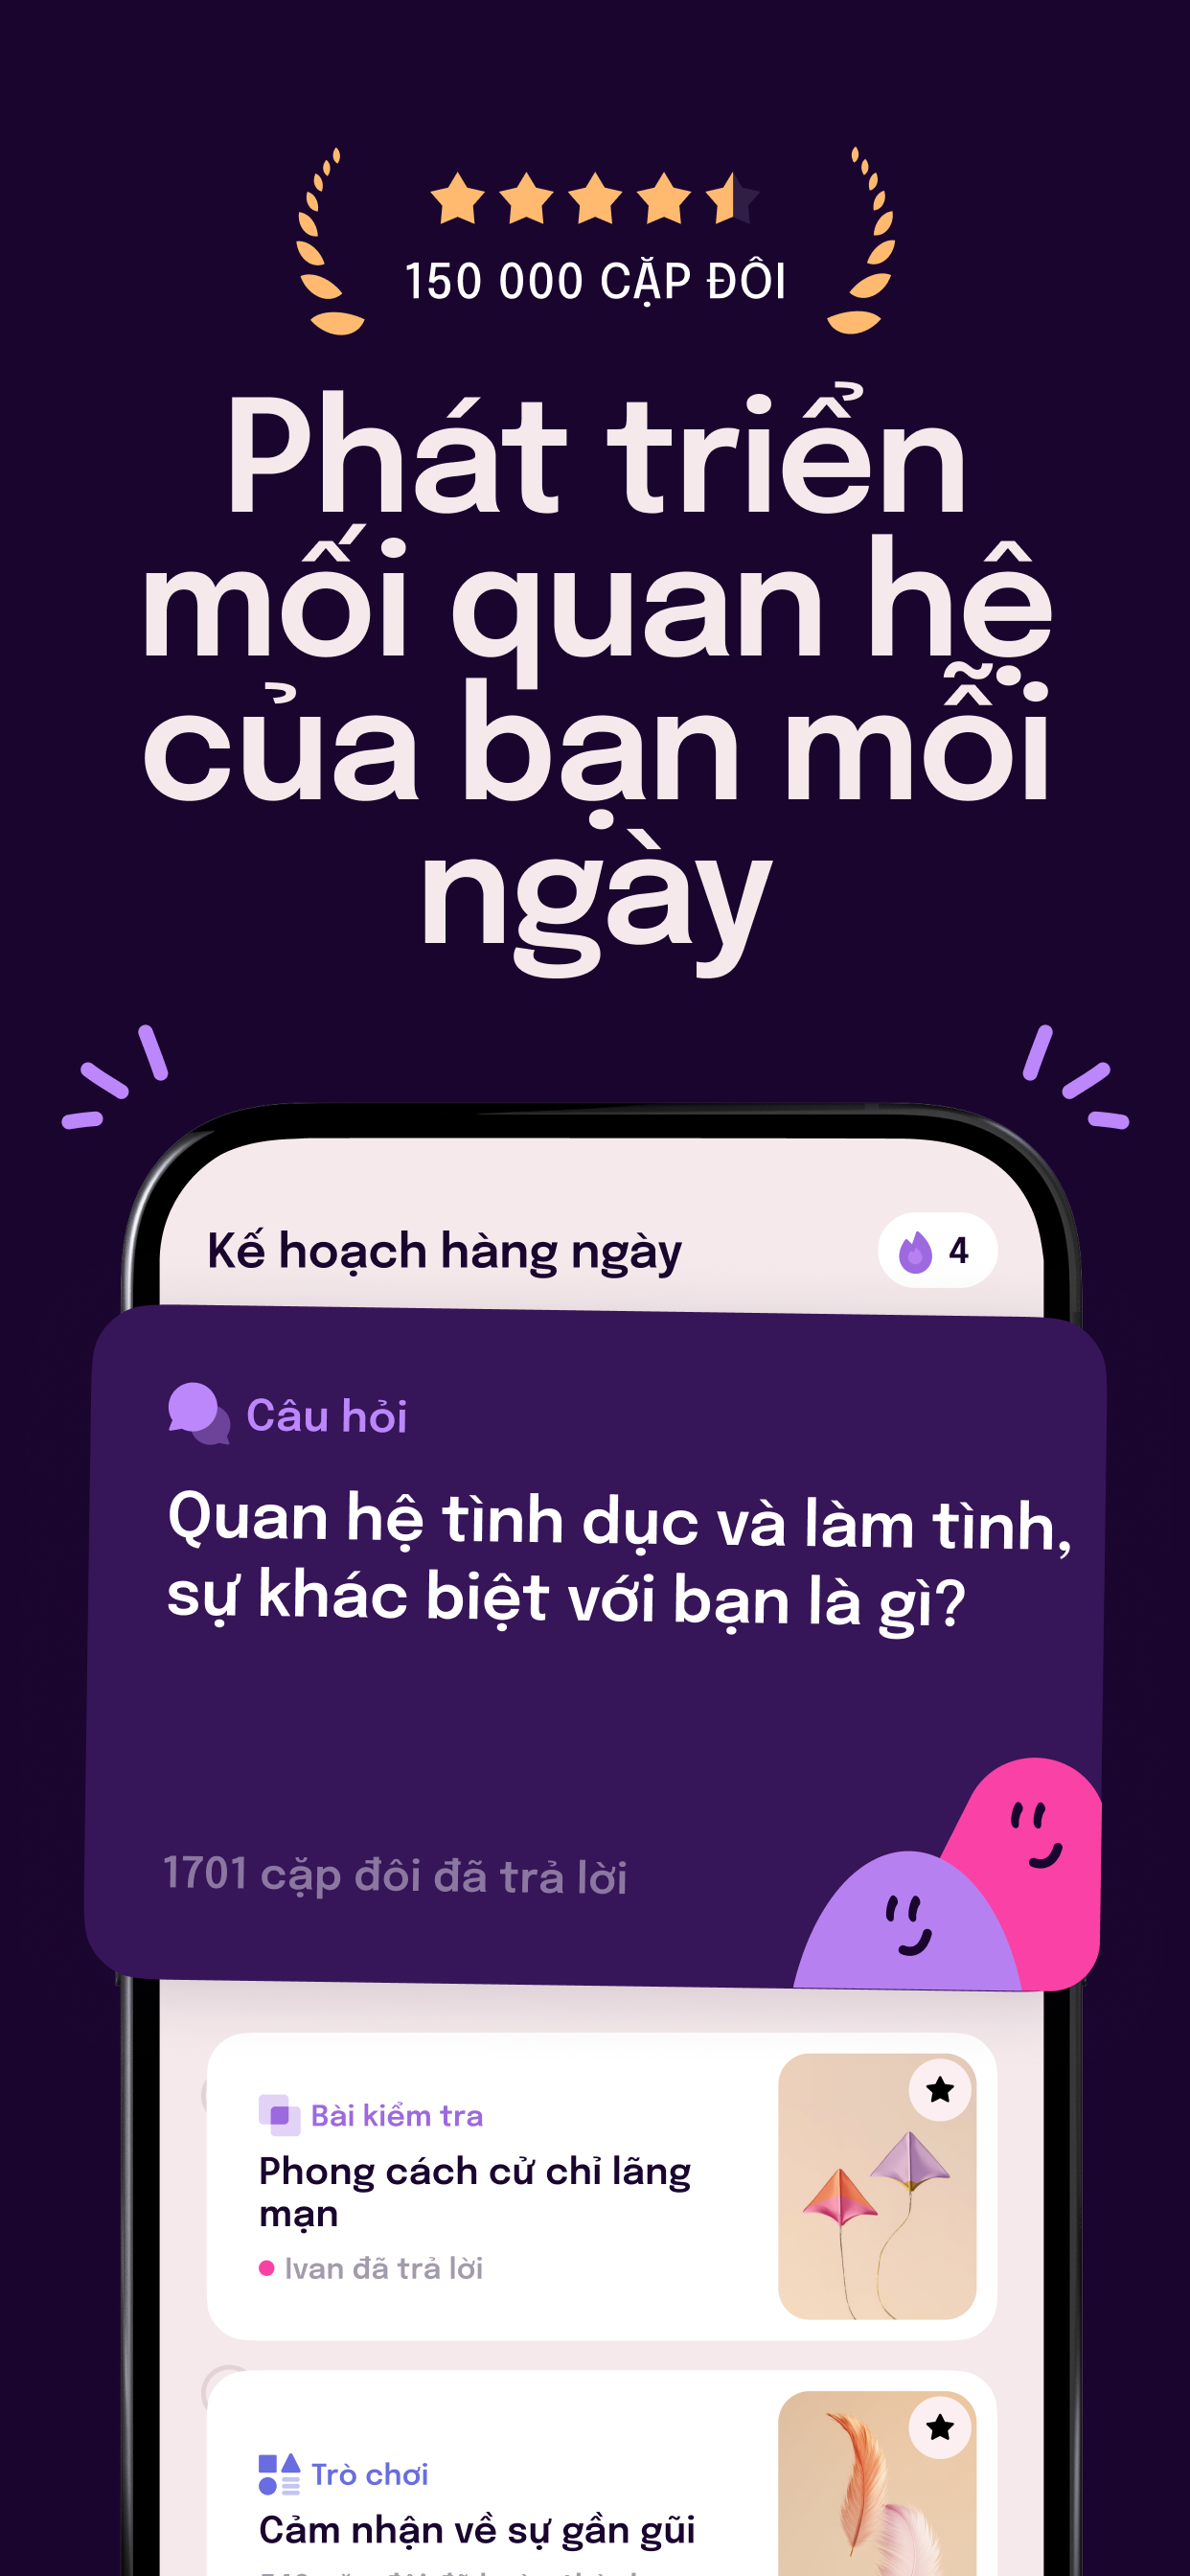 150 000 CẶP ĐÔI
Phát triển
mối quan hệ
của bạn mỗi
ngày
Kế hoạch hàng ngày
4
Câu hỏi
Quan hệ tình dục và làm tình,
sự khác biệt với bạn là gì?
1701 cặp đôi đã trả lời
Bài kiểm tra
Phong cách cử chỉ lãng
mạn
Ivan đã trả lời
Trò chơi
Cảm nhận về sự gần gũi